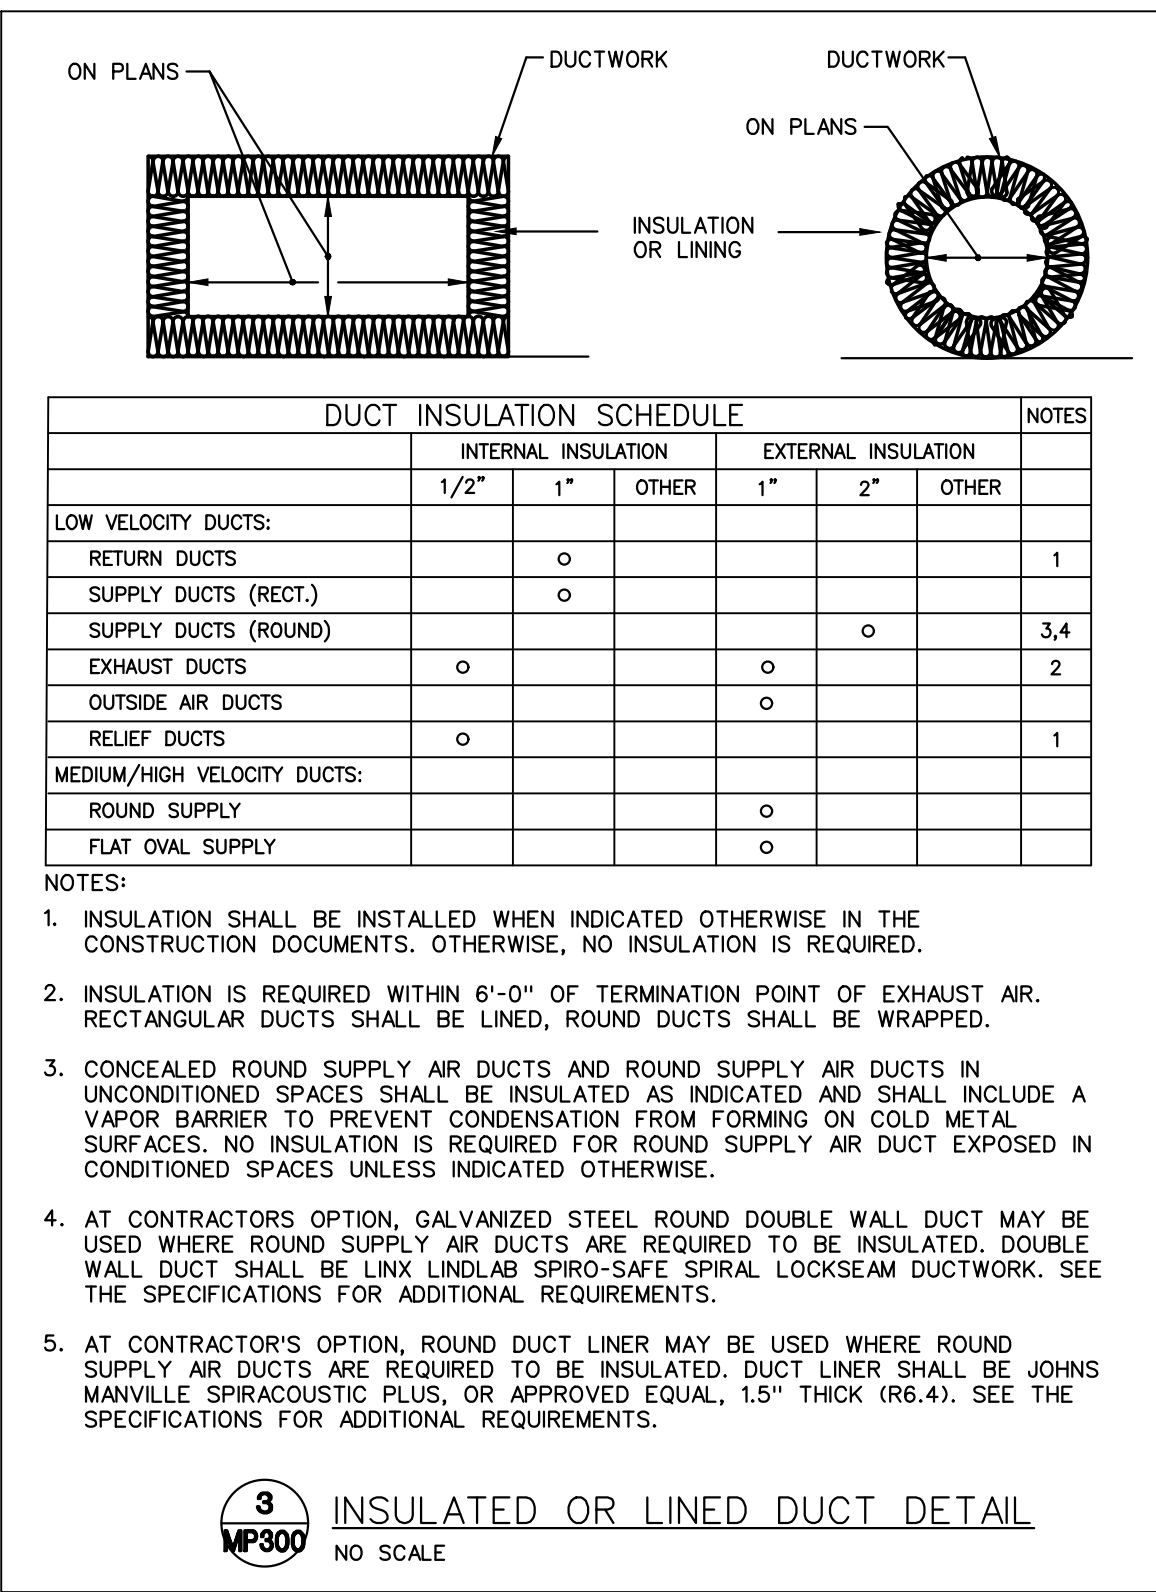 ON PLANS
DUCTWORK
DUCTWORK
ON PLANS
INSULATION
OR LINING
DUCT INSULATION SCHEDULE NOTES
INTERNAL INSULATION EXTERNAL INSULATION
1/2" 1" OTHER 1" 2" OTHER
LOW VELOCITY DUCTS:
RETURN DUCTS 1
SUPPLY DUCTS (RECT.)
SUPPLY DUCTS (ROUND) 3,4
EXHAUST DUCTS 2
OUTSIDE AIR DUCTS
RELIEF DUCTS 1
MEDIUM/HIGH VELOCITY DUCTS:
ROUND SUPPLY
FLAT OVAL SUPPLY
NOTES:
1. INSULATION SHALL BE INSTALLED WHEN INDICATED OTHERWISE IN THE
CONSTRUCTION DOCUMENTS. OTHERWISE, NO INSULATION IS REQUIRED.
2. INSULATION IS REQUIRED WITHIN 6'-0" OF TERMINATION POINT OF EXHAUST AIR.
RECTANGULAR DUCTS SHALL BE LINED, ROUND DUCTS SHALL BE WRAPPED.
3. CONCEALED ROUND SUPPLY AIR DUCTS AND ROUND SUPPLY AIR DUCTS IN
UNCONDITIONED SPACES SHALL BE INSULATED AS INDICATED AND SHALL INCLUDE A
VAPOR BARRIER TO PREVENT CONDENSATION FROM FORMING ON COLD METAL
SURFACES. NO INSULATION IS REQUIRED FOR ROUND SUPPLY AIR DUCT EXPOSED IN
CONDITIONED SPACES UNLESS INDICATED OTHERWISE.
4. AT CONTRACTORS OPTION, GALVANIZED STEEL ROUND DOUBLE WALL DUCT MAY BE
USED WHERE ROUND SUPPLY AIR DUCTS ARE REQUIRED TO BE INSULATED. DOUBLE
WALL DUCT SHALL BE LINX LINDLAB SPIRO-SAFE SPIRAL LOCKSEAM DUCTWORK. SEE
THE SPECIFICATIONS FOR ADDITIONAL REQUIREMENTS.
5. AT CONTRACTOR'S OPTION, ROUND DUCT LINER MAY BE USED WHERE ROUND
SUPPLY AIR DUCTS ARE REQUIRED TO BE INSULATED. DUCT LINER SHALL BE JOHNS
MANVILLE SPIRACOUSTIC PLUS, OR APPROVED EQUAL, 1.5" THICK (R6.4). SEE THE
SPECIFICATIONS FOR ADDITIONAL REQUIREMENTS.
3
MP300
INSULATED OR LINED DUCT DETAIL
NO SCALE